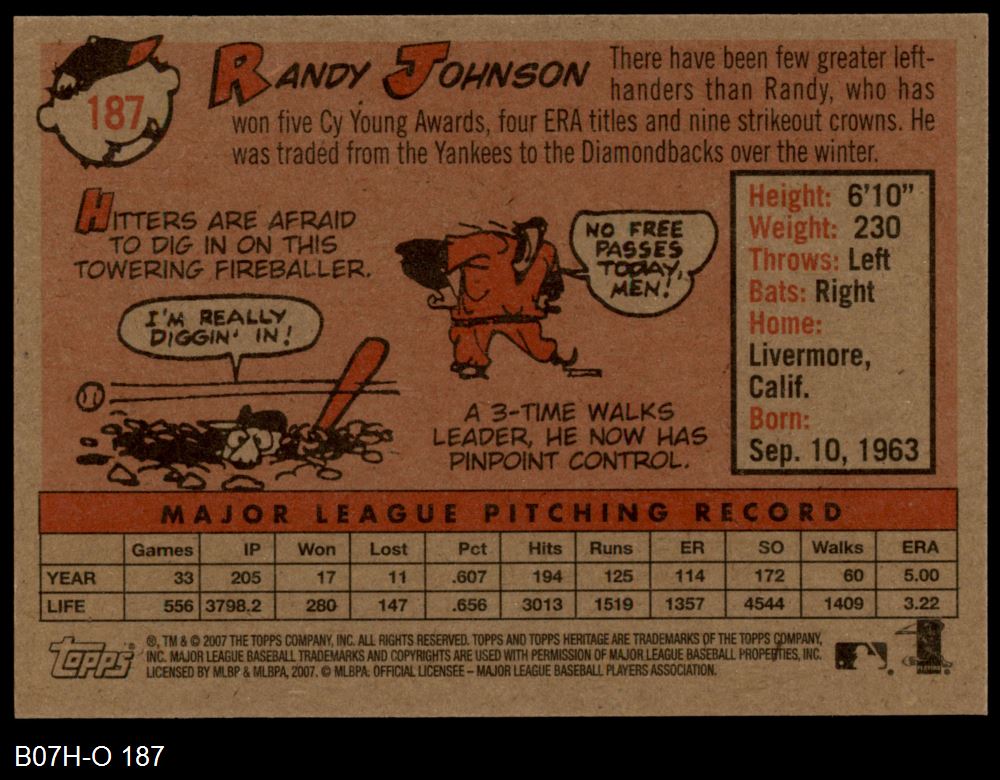 187
RANDY JOHNSON
There have been few greater left-
handers than Randy, who has
won five Cy Young Awards, four ERA titles and nine strikeout crowns. He
was traded from the Yankees to the Diamondbacks over the winter.
HITTERS ARE AFRAID
TO DIG IN ON THIS
TOWERING FIREBALLER.
I'M REALLY
DIGGIN' IN!
NO FREE
PASSES
TODAY,
MEN!
A 3-TIME WALKS
LEADER, HE NOW HAS
PINPOINT CONTROL.
Height: 6'10"
Weight: 230
Throws: Left
Bats: Right
Home:
Livermore,
Calif.
Born:
Sep. 10, 1963
MAJOR LEAGUE PITCHING RECORD
Games IP Won Lost Pct Hits Runs ER SO Walks ERA
YEAR 33 205 17 11 .607 194 125 114 172 60 5.00
LIFE 556 3798.2 280 147 .656 3013 1519 1357 4544 1409 3.22
Topps
®, TM & © 2007 THE TOPPS COMPANY, INC. ALL RIGHTS RESERVED. TOPPS AND TOPPS HERITAGE ARE TRADEMARKS OF THE TOPPS COMPANY,
INC. MAJOR LEAGUE BASEBALL TRADEMARKS AND COPYRIGHTS ARE USED WITH PERMISSION OF MAJOR LEAGUE BASEBALL PROPERTIES, INC.
LICENSED BY MLBP & MLBPA, 2007. © MLBPA. OFFICIAL LICENSEE – MAJOR LEAGUE BASEBALL PLAYERS ASSOCIATION.
B07H-O 187